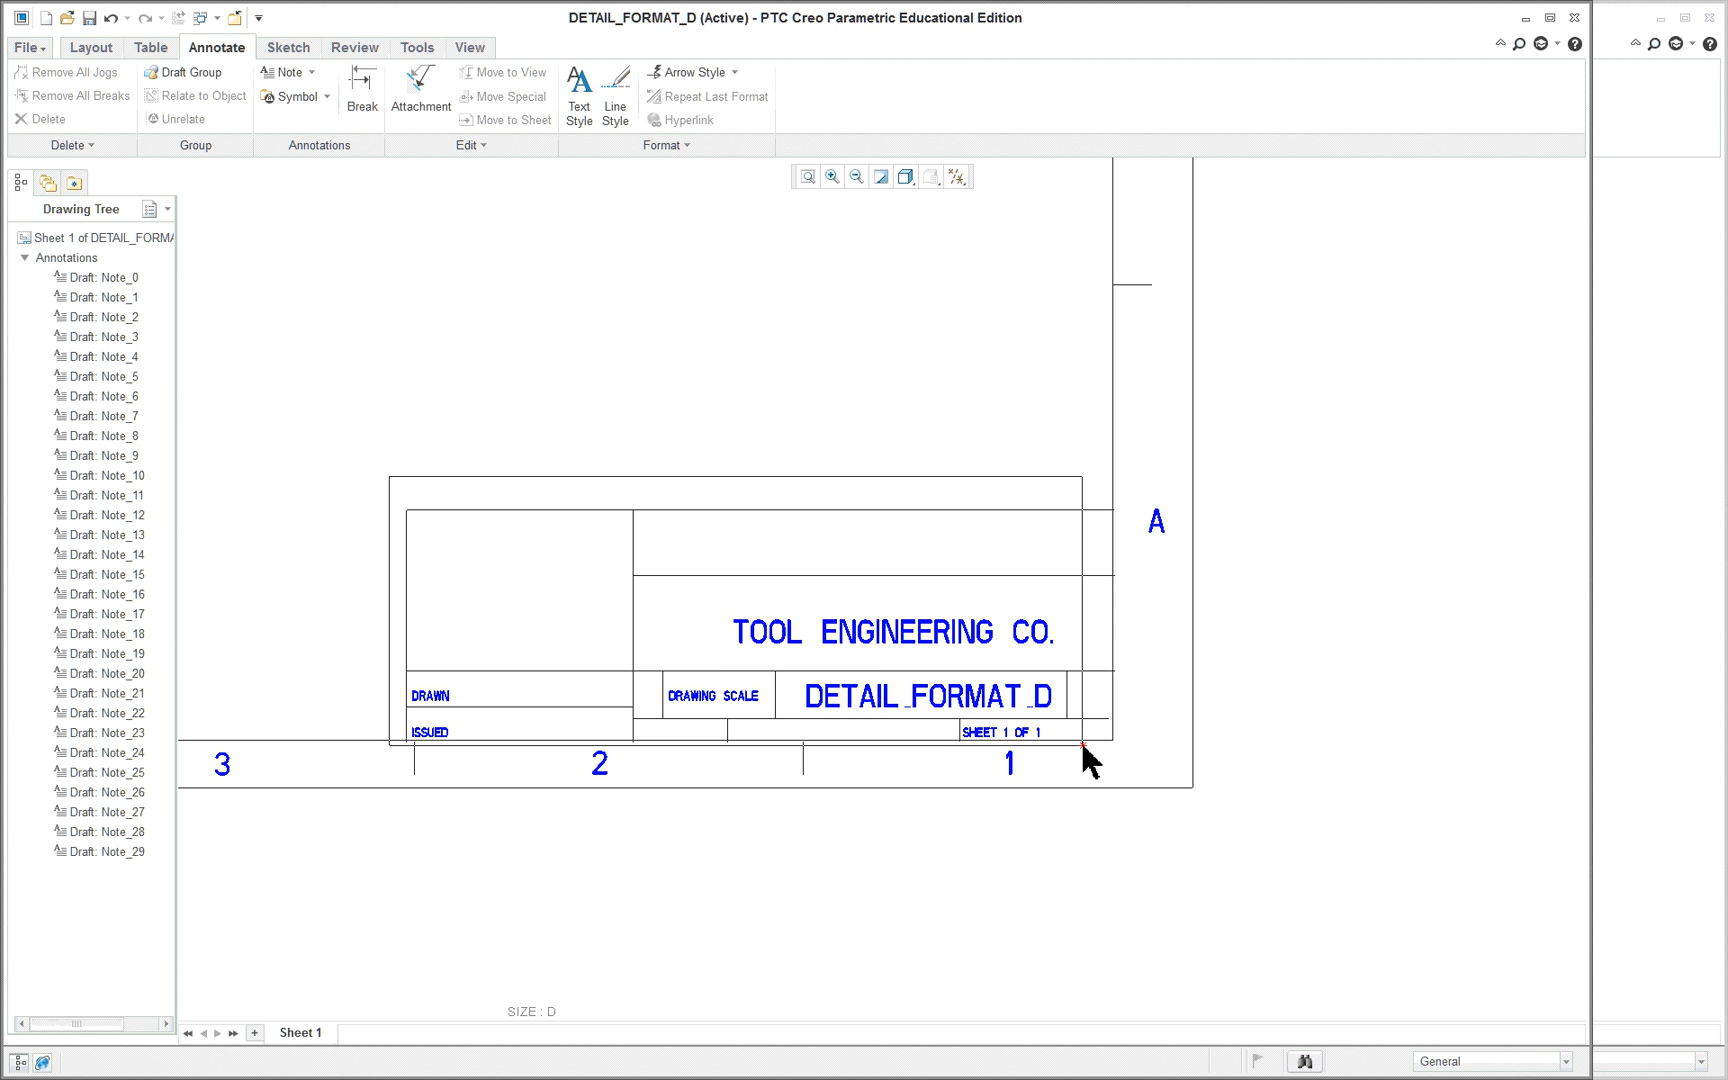 DETAIL_FORMAT_D (Active) - PTC Creo Parametric Educational Edition
File Layout Table Annotate Sketch Review Tools View
Remove All Jogs
Remove All Breaks
Delete
Delete
Draft Group
Relate to Object
Unrelate
Group
Note
Symbol
Break
Annotations
Attachment
Move to View
Move Special
Move to Sheet
Edit
Text Style
Line Style
Arrow Style
Repeat Last Format
Hyperlink
Format
Drawing Tree
Sheet 1 of DETAIL_FORMA
Annotations
Draft: Note_0
Draft: Note_1
Draft: Note_2
Draft: Note_3
Draft: Note_4
Draft: Note_5
Draft: Note_6
Draft: Note_7
Draft: Note_8
Draft: Note_9
Draft: Note_10
Draft: Note_11
Draft: Note_12
Draft: Note_13
Draft: Note_14
Draft: Note_15
Draft: Note_16
Draft: Note_17
Draft: Note_18
Draft: Note_19
Draft: Note_20
Draft: Note_21
Draft: Note_22
Draft: Note_23
Draft: Note_24
Draft: Note_25
Draft: Note_26
Draft: Note_27
Draft: Note_28
Draft: Note_29
A
TOOL ENGINEERING CO.
DRAWN
DRAWING SCALE
DETAIL_FORMAT_D
ISSUED
SHEET 1 OF 1
3 2 1
SIZE : D
Sheet 1
General